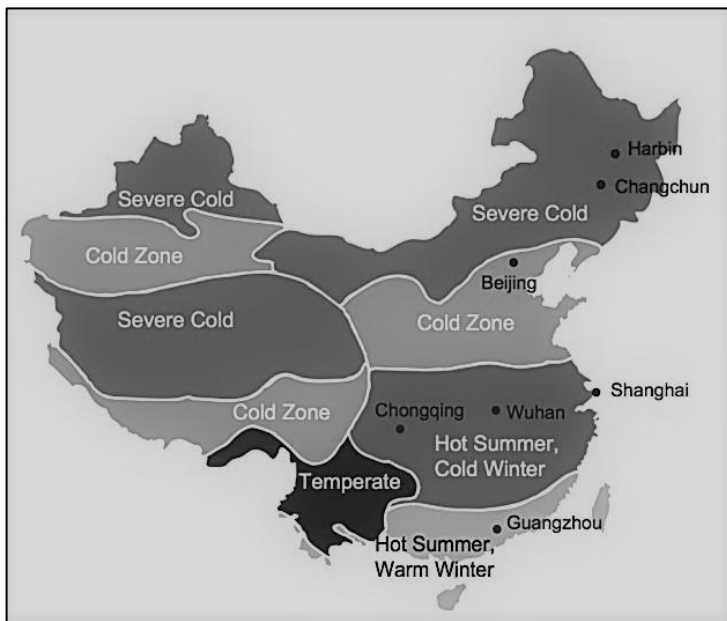 Harbin
Changchun
Severe Cold
Severe Cold
Cold Zone
Beijing
Severe Cold
Cold Zone
Shanghai
Cold Zone
Chongqing
Wuhan
Hot Summer,
Cold Winter
Temperate
Guangzhou
Hot Summer,
Warm Winter